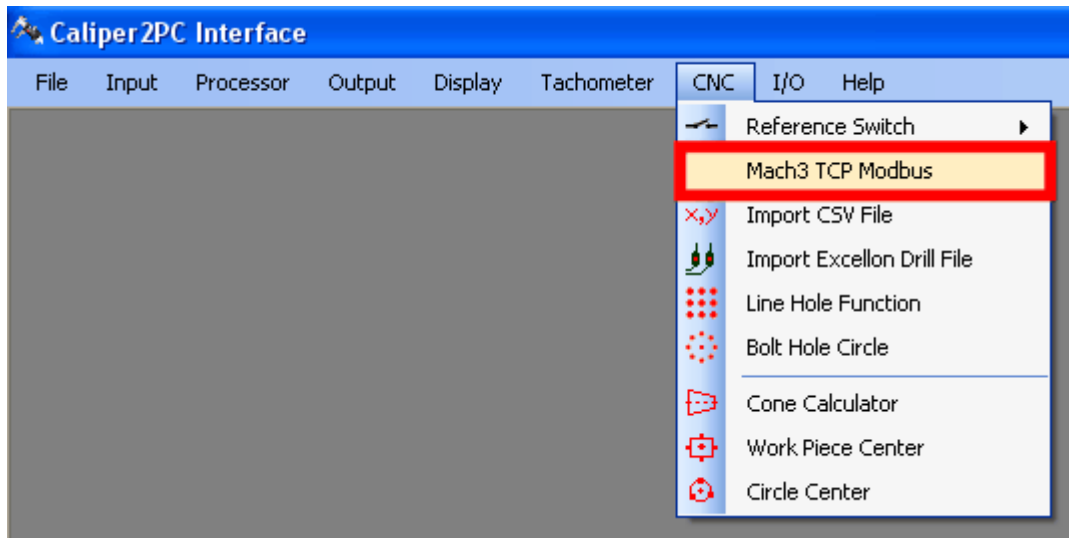 Caliper2PC Interface
File Input Processor Output Display Tachometer CNC I/O Help
Reference Switch
Mach3 TCP Modbus
x,y Import CSV File
Import Excellon Drill File
Line Hole Function
Bolt Hole Circle
Cone Calculator
Work Piece Center
Circle Center